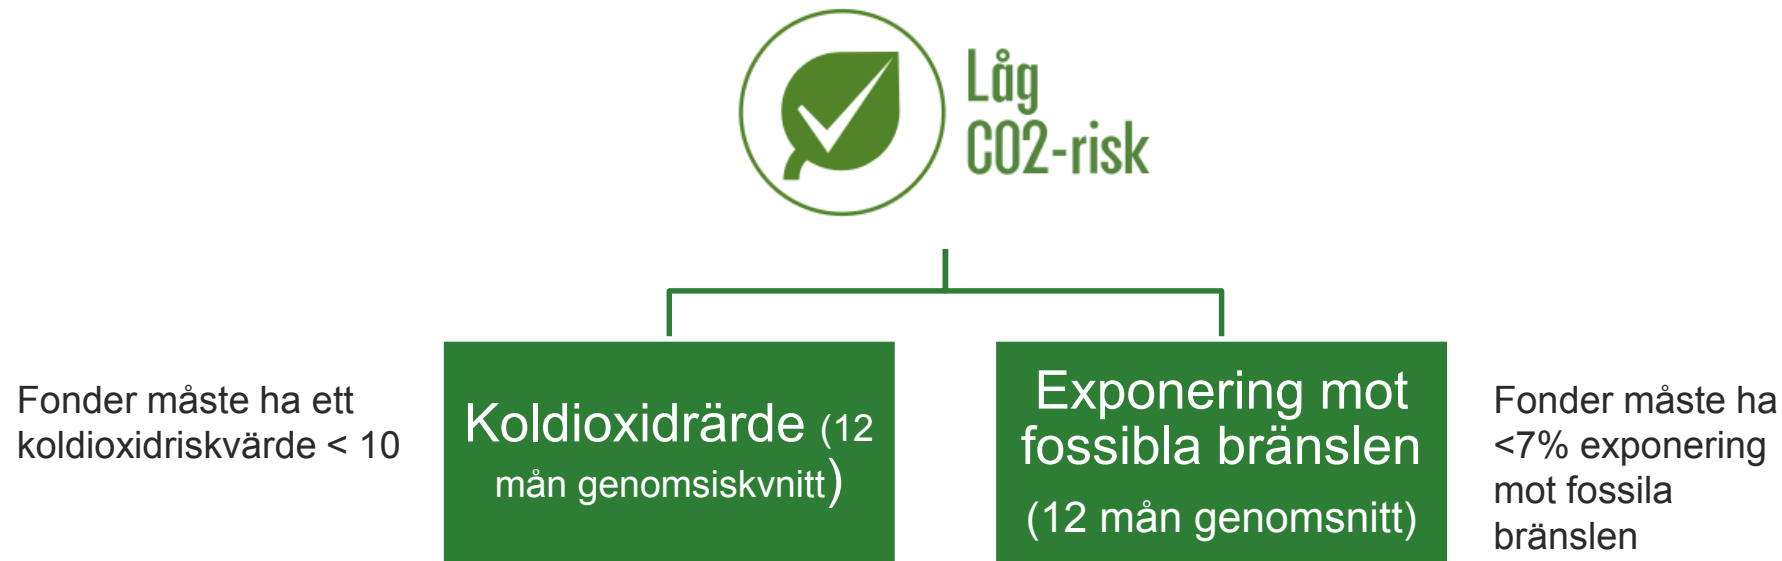 Låg
CO2-risk
Fonder måste ha ett
koldioxidriskvärde < 10
Koldioxidrärde (12
mån genomsiskvnitt)
Exponering mot
fossibla bränslen
(12 mån genomsnitt)
Fonder måste ha
<7% exponering
mot fossila
bränslen